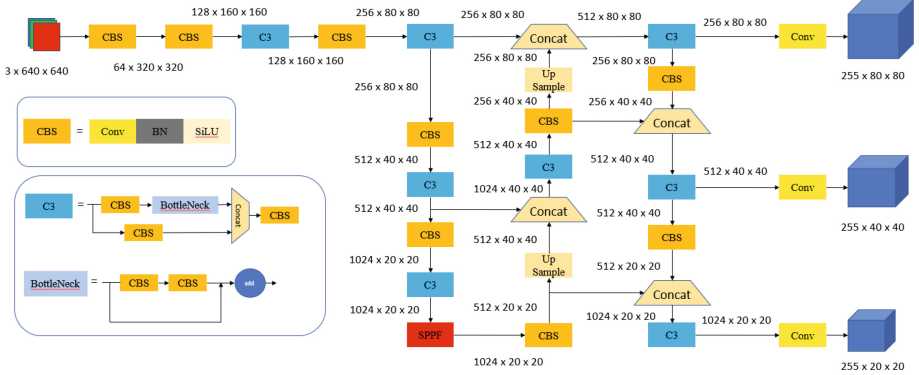 128 x 160 x 160
256 x 80 x 80
256 x 80 x 80
512 x 80 x 80
256 x 80 x 80
CBS
CBS
C3
CBS
C3
Concat
C3
Conv
3 x 640 x 640
64 x 320 x 320
128 x 160 x 160
256 x 80 x 80
256 x 80 x 80
255 x 80 x 80
256 x 80 x 80
Up
Sample
CBS
256 x 40 x 40
256 x 40 x 40
CBS
=
Conv
BN
SiLU
CBS
CBS
Concat
512 x 40 x 40
512 x 40 x 40
512 x 40 x 40
C3
C3
C3
512 x 40 x 40
Conv
1024 x 40 x 40
C3
=
CBS
BottleNeck
Concat
CBS
CBS
512 x 40 x 40
Concat
512 x 40 x 40
255 x 40 x 40
CBS
512 x 40 x 40
CBS
1024 x 20 x 20
Up
Sample
512 x 20 x 20
BottleNeck
=
CBS
CBS
add
C3
Concat
1024 x 20 x 20
512 x 20 x 20
1024 x 20 x 20
1024 x 20 x 20
SPPF
CBS
C3
Conv
1024 x 20 x 20
255 x 20 x 20